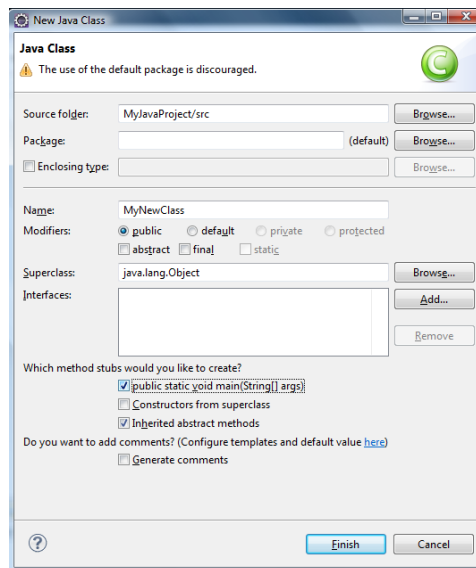 New Java Class
Java Class
The use of the default package is discouraged.
Source folder: MyJavaProject/src Browse...
Package: (default) Browse...
Enclosing type: Browse...
Name: MyNewClass
Modifiers: public default private protected
abstract final static
Superclass: java.lang.Object Browse...
Interfaces: Add...
Remove
Which method stubs would you like to create?
public static void main(String[] args)
Constructors from superclass
Inherited abstract methods
Do you want to add comments? (Configure templates and default value here)
Generate comments
? Finish Cancel